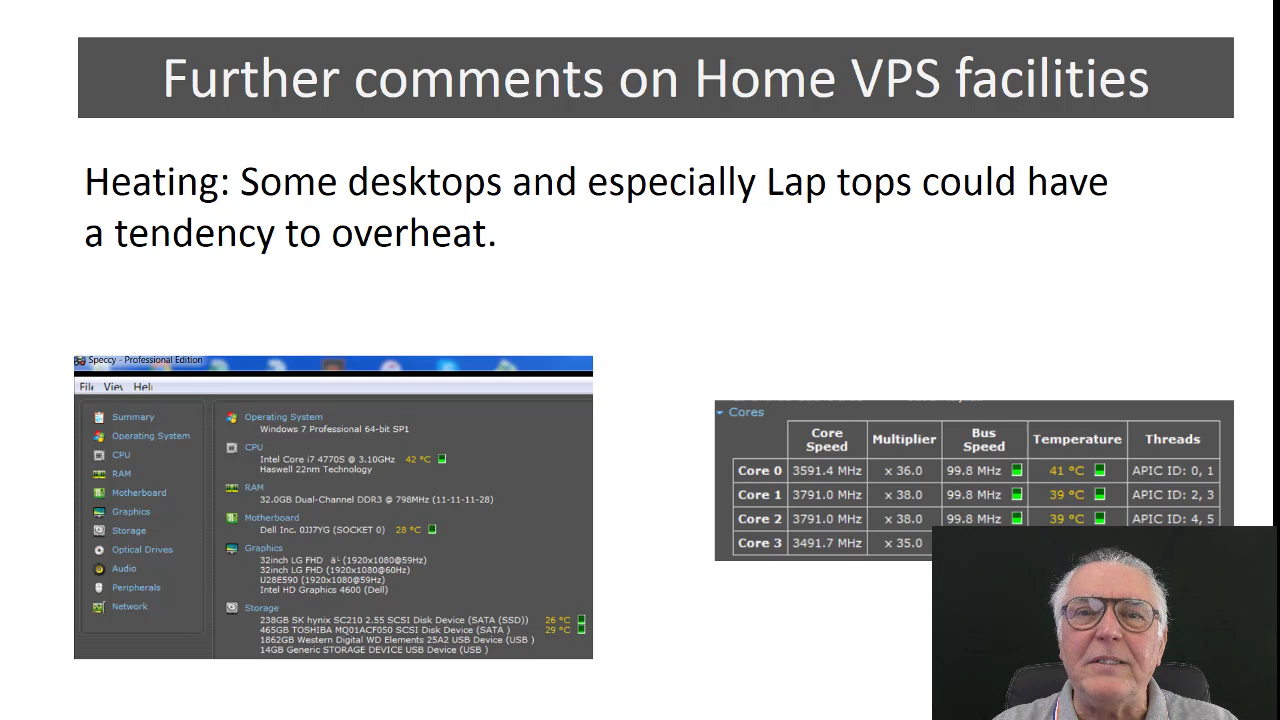 Further comments on Home VPS facilities
Heating: Some desktops and especially Lap tops could have
a tendency to overheat.
Speccy - Professional Edition
File View Help
Summary
Operating System
CPU
RAM
Motherboard
Graphics
Storage
Optical Drives
Audio
Peripherals
Network
Operating System
Windows 7 Professional 64-bit SP1
CPU
Intel Core i7 4770S @ 3.10GHz 42 °C
Haswell 22nm Technology
RAM
32.0GB Dual-Channel DDR3 @ 798MHz (11-11-11-28)
Motherboard
Dell Inc. 0JJ7YG (SOCKET 0) 28 °C
Graphics
32inch LG FHD (1920x1080@59Hz)
32inch LG FHD (1920x1080@60Hz)
U28E590 (1920x1080@59Hz)
Intel HD Graphics 4600 (Dell)
Storage
238GB SK hynix SC210 2.55 SCSI Disk Device (SATA (SSD)) 26 °C
465GB TOSHIBA MQ01ACF050 SCSI Disk Device (SATA ) 29 °C
1862GB Western Digital WD Elements 25A2 USB Device (USB )
14GB Generic STORAGE DEVICE USB Device (USB )
Cores
Core Speed Multiplier Bus Speed Temperature Threads
Core 0 3591.4 MHz x 36.0 99.8 MHz 41 °C APIC ID: 0, 1
Core 1 3791.0 MHz x 38.0 99.8 MHz 39 °C APIC ID: 2, 3
Core 2 3791.0 MHz x 38.0 99.8 MHz 39 °C APIC ID: 4, 5
Core 3 3491.7 MHz x 35.0